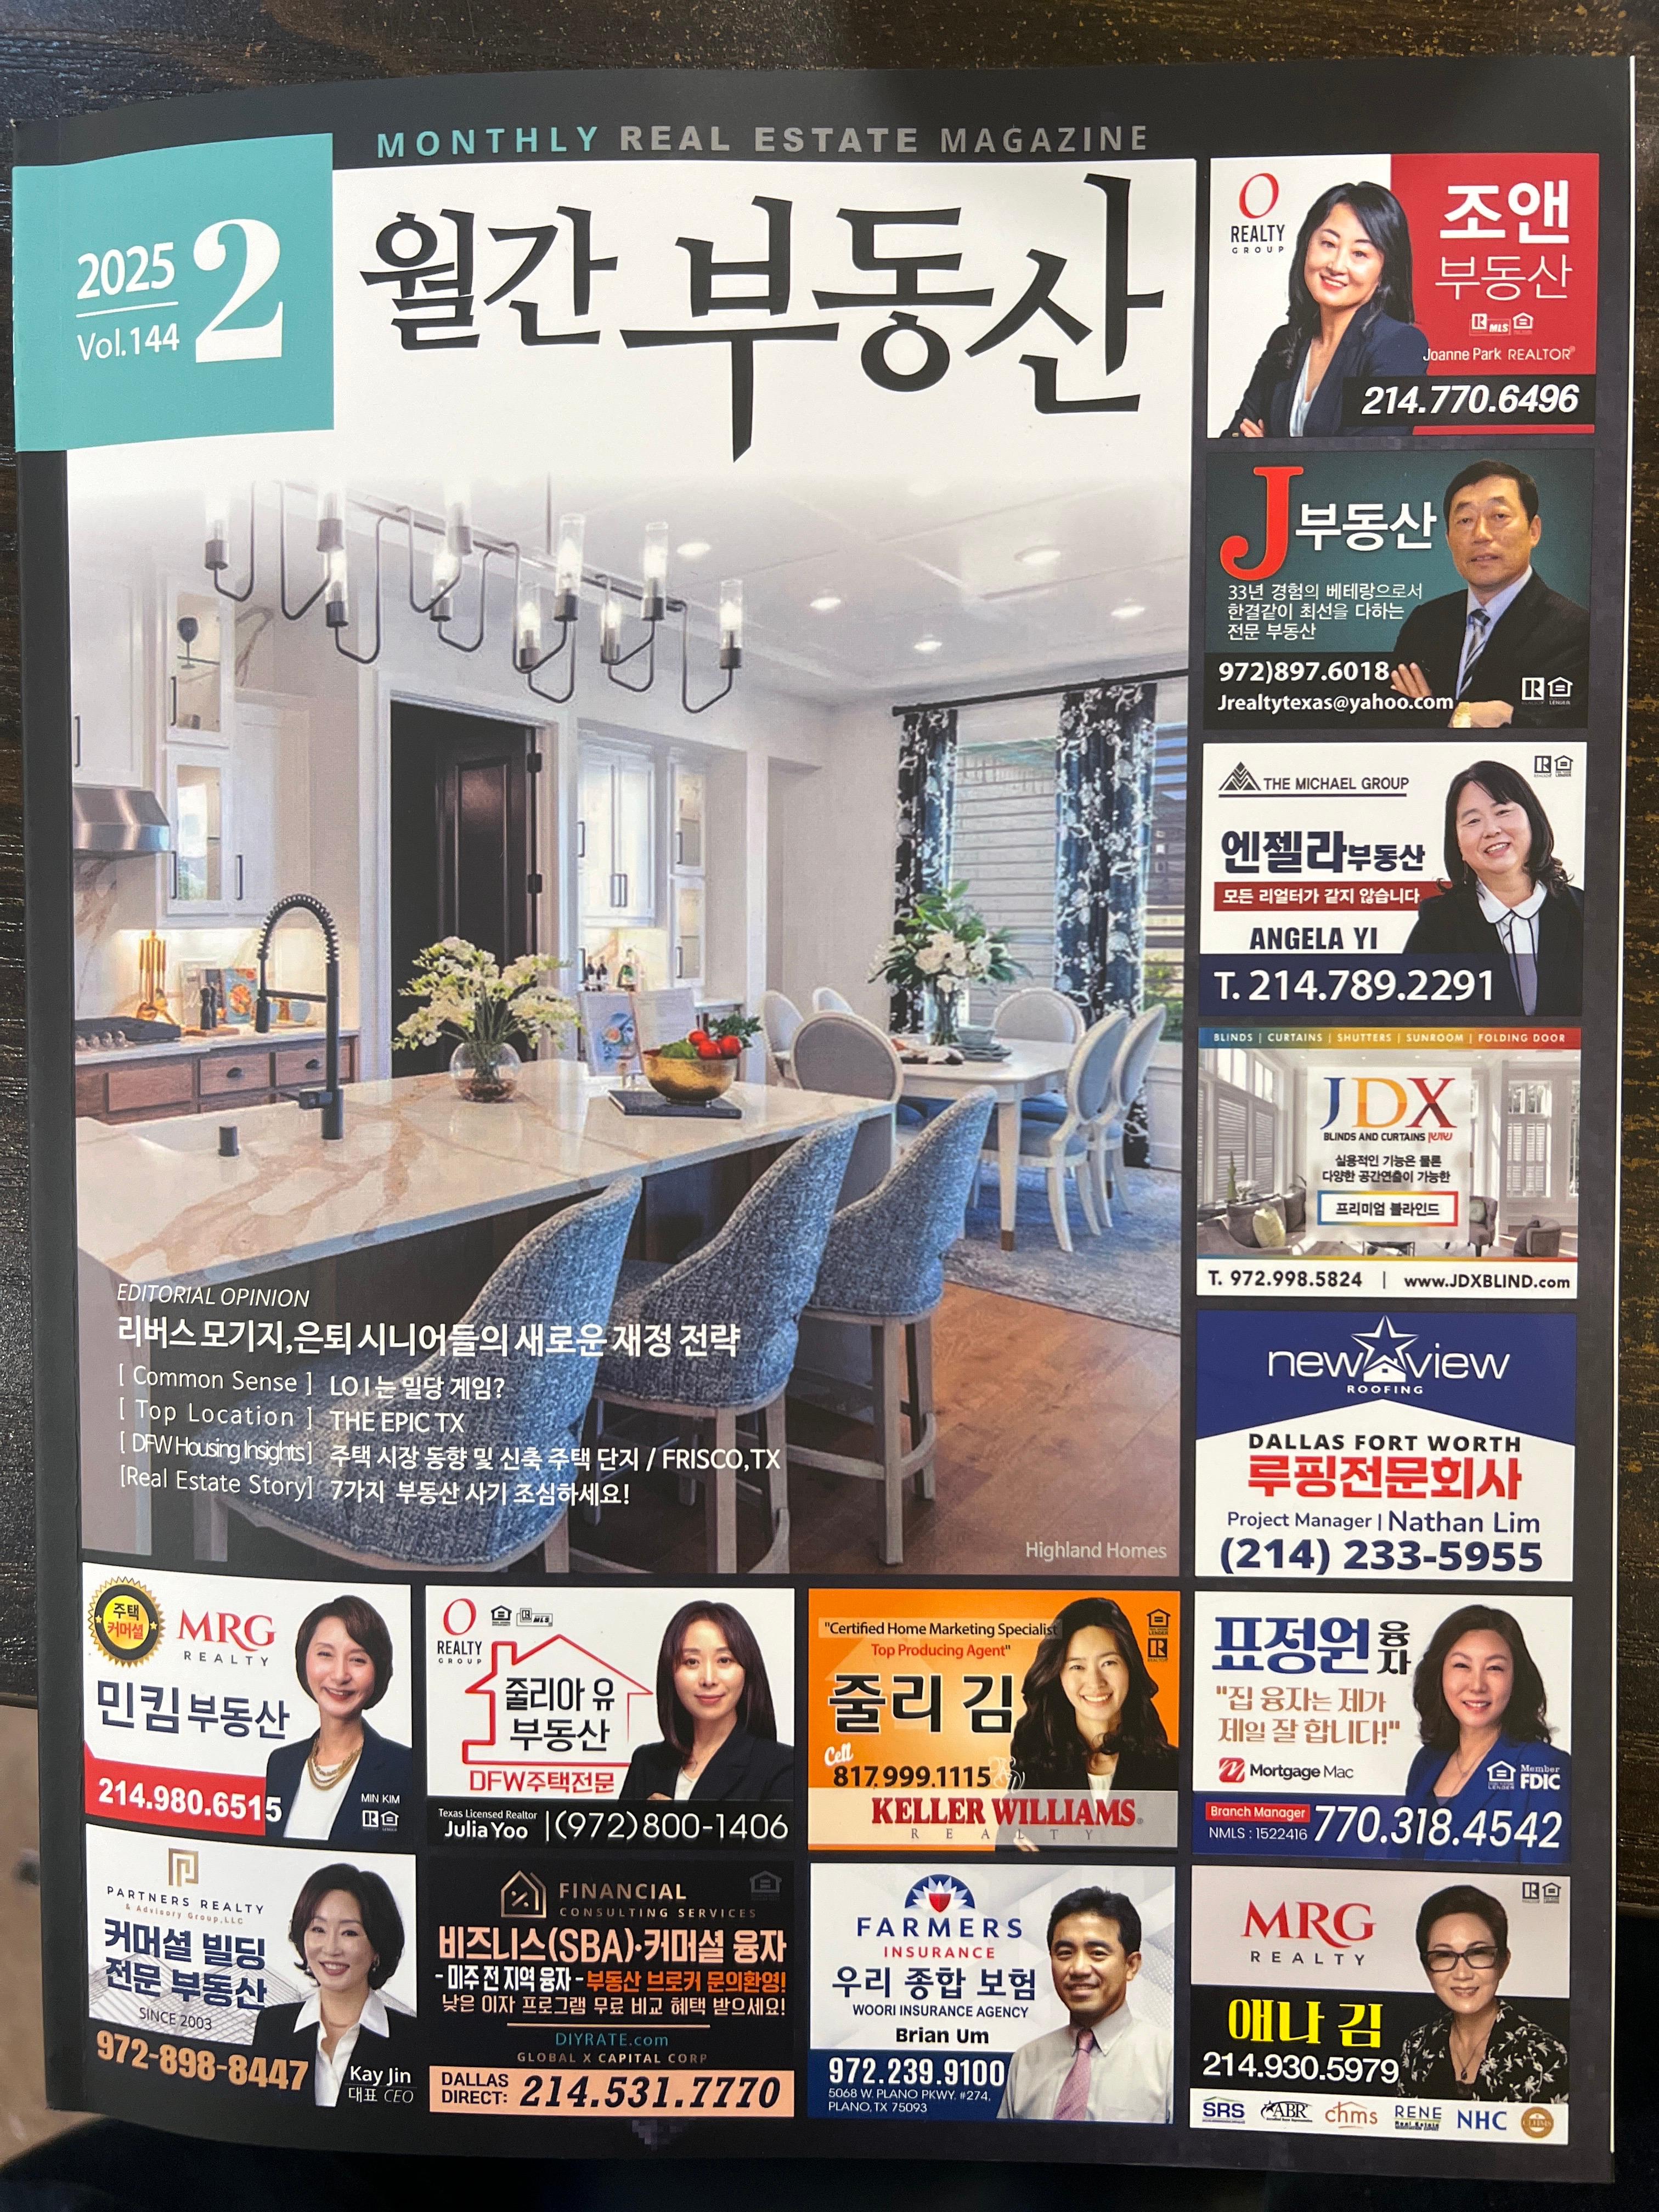 MONTHLY REAL ESTATE MAGAZINE
2025
2
Vol.144
월간 부동산
EDITORIAL OPINION
리버스 모기지, 은퇴 시니어들의 새로운 재정 전략
[ Common Sense ] LOI는 밀당 게임?
[ Top Location ] THE EPIC TX
[ DFW Housing Insights] 주택 시장 동향 및 신축 주택 단지 / FRISCO,TX
[Real Estate Story] 7가지 부동산 사기 조심하세요!
Highland Homes
O
REALTY
GROUP
조앤
부동산
R MLS
Joanne Park REALTOR®
214.770.6496
J부동산
33년 경험의 베테랑으로서
한결같이 최선을 다하는
전문 부동산
972)897.6018
Jrealtytexas@yahoo.com
THE MICHAEL GROUP
엔젤라부동산
모든 리얼터가 같지 않습니다
ANGELA YI
T. 214.789.2291
BLINDS | CURTAINS | SHUTTERS | SUNROOM | FOLDING DOOR
JDX
BLINDS AND CURTAINS
실용적인 기능은 물론
다양한 공간연출이 가능한
프리미엄 블라인드
T. 972.998.5824 | www.JDXBLIND.com
new view
ROOFING
DALLAS FORT WORTH
루핑전문회사
Project Manager | Nathan Lim
(214) 233-5955
주택
커머셜
MRG
REALTY
민킴 부동산
214.980.6515
MIN KIM
O
REALTY
GROUP
줄리아 유
부동산
DFW주택전문
Texas Licensed Realtor
Julia Yoo | (972)800-1406
"Certified Home Marketing Specialist
Top Producing Agent"
줄리 김
Cell
817.999.1115
KELLER WILLIAMS®
REALTY
표정원 융자
"집 융자는 제가
제일 잘 합니다!"
Mortgage Mac
Member
FDIC
Branch Manager
NMLS : 1522416
770.318.4542
PARTNERS REALTY
& Advisory Group,LLC
커머셜 빌딩
전문 부동산
SINCE 2003
972-898-8447
Kay Jin
대표 CEO
FINANCIAL
CONSULTING SERVICES
비즈니스(SBA)·커머셜 융자
- 미주 전 지역 융자 - 부동산 브로커 문의환영!
낮은 이자 프로그램 무료 비교 혜택 받으세요!
DIYRATE.com
GLOBAL X CAPITAL CORP
DALLAS
DIRECT: 214.531.7770
FARMERS
INSURANCE
우리 종합 보험
WOORI INSURANCE AGENCY
Brian Um
972.239.9100
5068 W. PLANO PKWY. #274,
PLANO, TX 75093
MRG
REALTY
애나 김
214.930.5979
SRS ABR chms RENE NHC